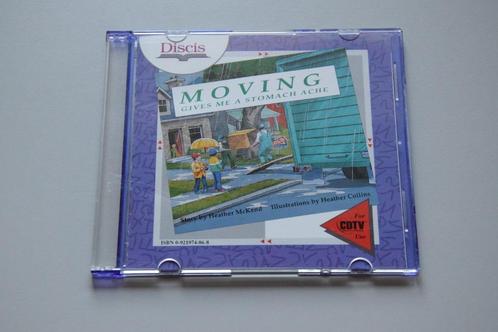 Discis
MOVING
GIVES ME A STOMACH ACHE
Story by Heather McKend
Illustrations by Heather Collins
For
CDTV
Use
ISBN 0-921974-06-8